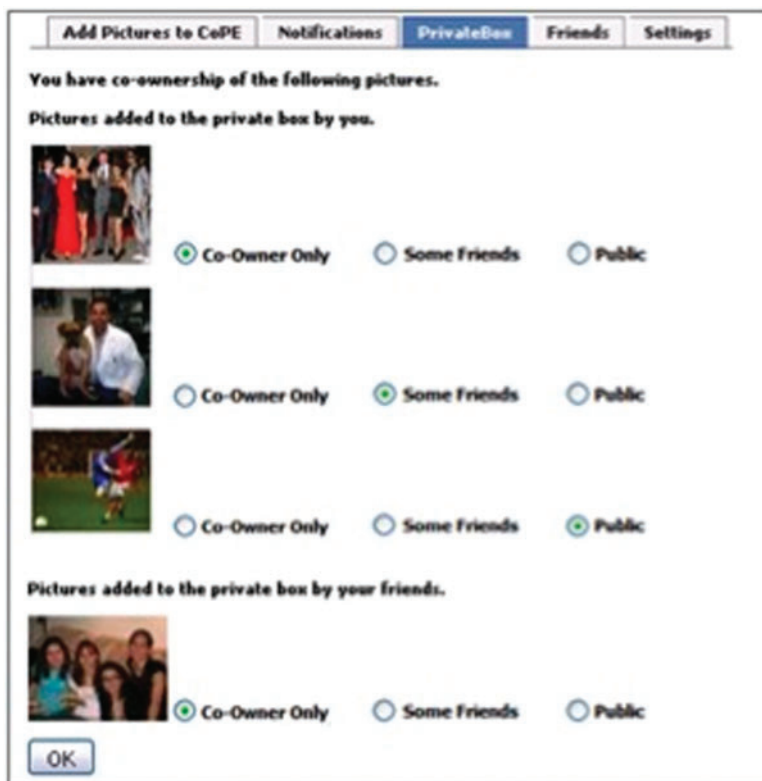 Add Pictures to CoPE Notifications PrivateBox Friends Settings
You have co-ownership of the following pictures.
Pictures added to the private box by you.
Co-Owner Only Some Friends Public
Co-Owner Only Some Friends Public
Co-Owner Only Some Friends Public
Pictures added to the private box by your friends.
Co-Owner Only Some Friends Public
OK